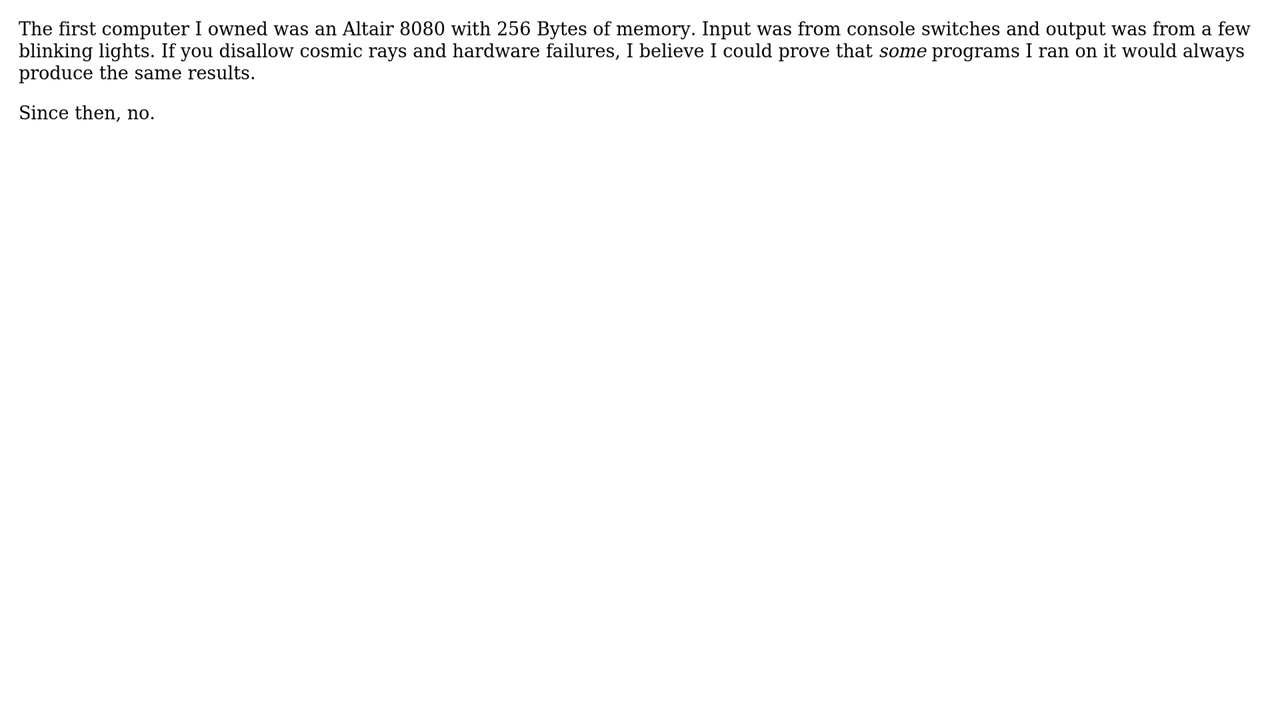 The first computer I owned was an Altair 8080 with 256 Bytes of memory. Input was from console switches and output was from a few
blinking lights. If you disallow cosmic rays and hardware failures, I believe I could prove that some programs I ran on it would always
produce the same results.
Since then, no.